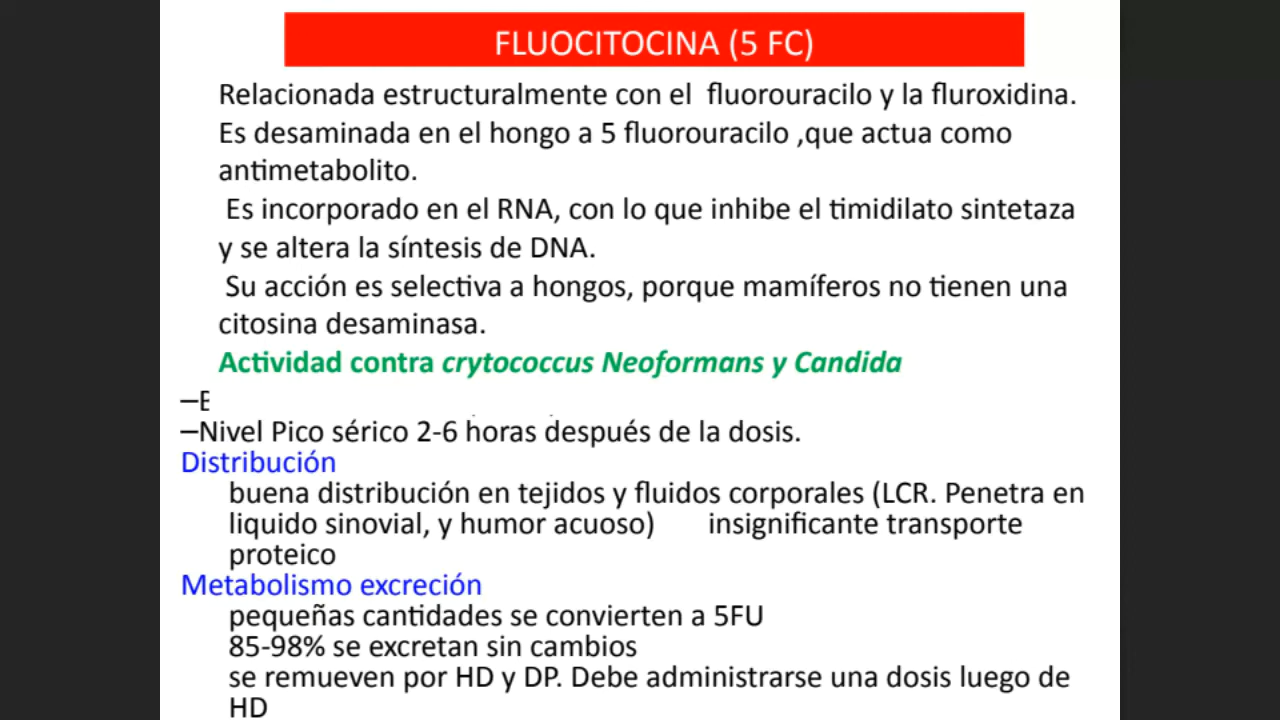 FLUOCITOCINA (5 FC)
Relacionada estructuralmente con el fluorouracilo y la fluroxidina.
Es desaminada en el hongo a 5 fluorouracilo ,que actua como
antimetabolito.
Es incorporado en el RNA, con lo que inhibe el timidilato sintetaza
y se altera la síntesis de DNA.
Su acción es selectiva a hongos, porque mamíferos no tienen una
citosina desaminasa.
Actividad contra crytococcus Neoformans y Candida
–Nivel Pico sérico 2-6 horas después de la dosis.
Distribución
buena distribución en tejidos y fluidos corporales (LCR. Penetra en
liquido sinovial, y humor acuoso) insignificante transporte
proteico
Metabolismo excreción
pequeñas cantidades se convierten a 5FU
85-98% se excretan sin cambios
se remueven por HD y DP. Debe administrarse una dosis luego de
HD